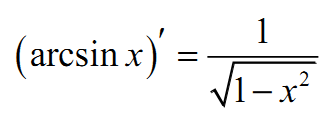 (arcsin x)′ = 1/√(1−x²)